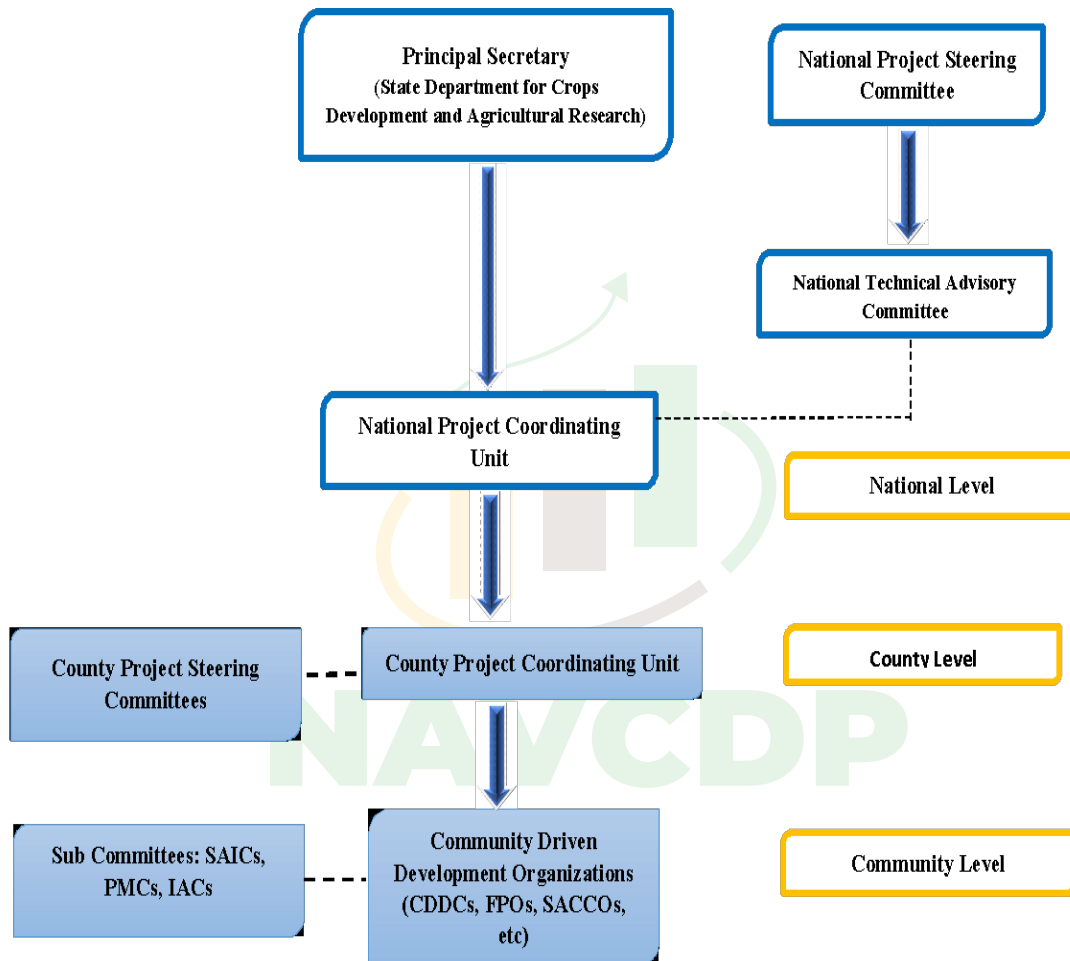 Principal Secretary
(State Department for Crops
Development and Agricultural Research)
National Project Steering
Committee
National Technical Advisory
Committee
National Project Coordinating
Unit
National Level
County Project Steering
Committees
County Project Coordinating Unit
County Level
NAVCDP
Sub Committees: SAICs,
PMCs, IACs
Community Driven
Development Organizations
(CDDCs, FPOs, SACCOs,
etc)
Community Level